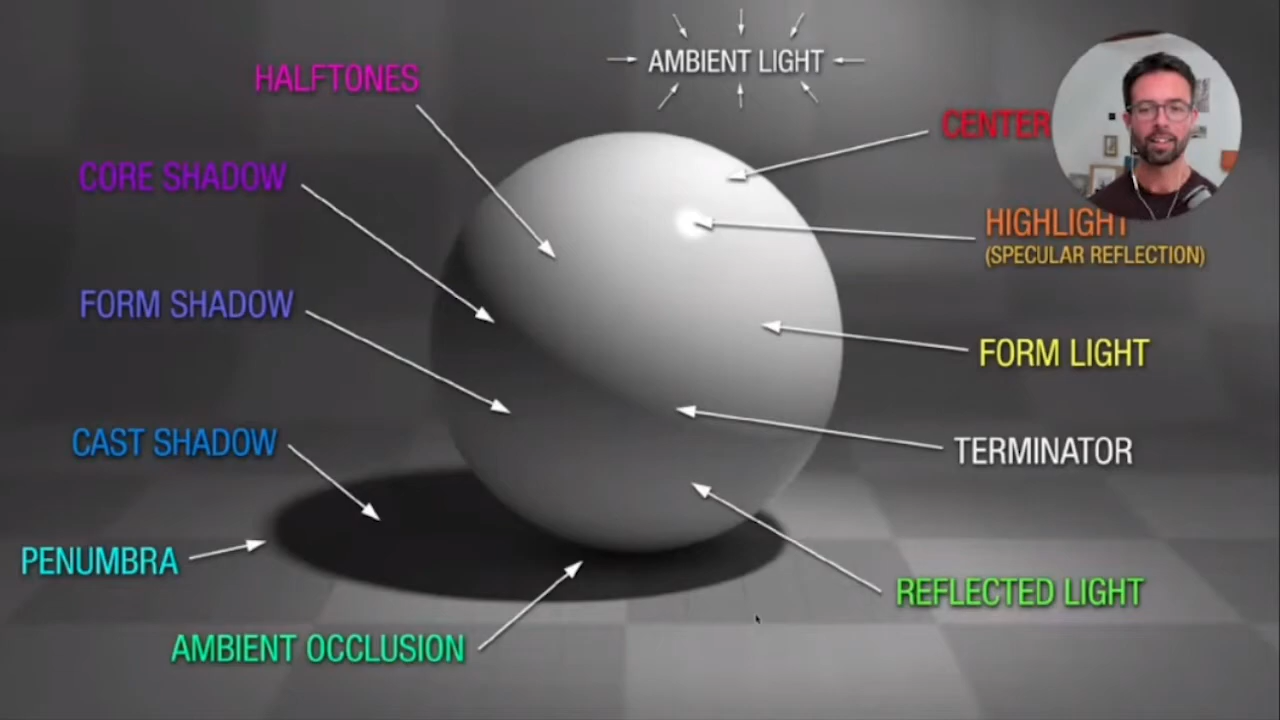 AMBIENT LIGHT
HALFTONES
CENTER
CORE SHADOW
HIGHLIGHT
(SPECULAR REFLECTION)
FORM SHADOW
FORM LIGHT
CAST SHADOW
TERMINATOR
PENUMBRA
REFLECTED LIGHT
AMBIENT OCCLUSION